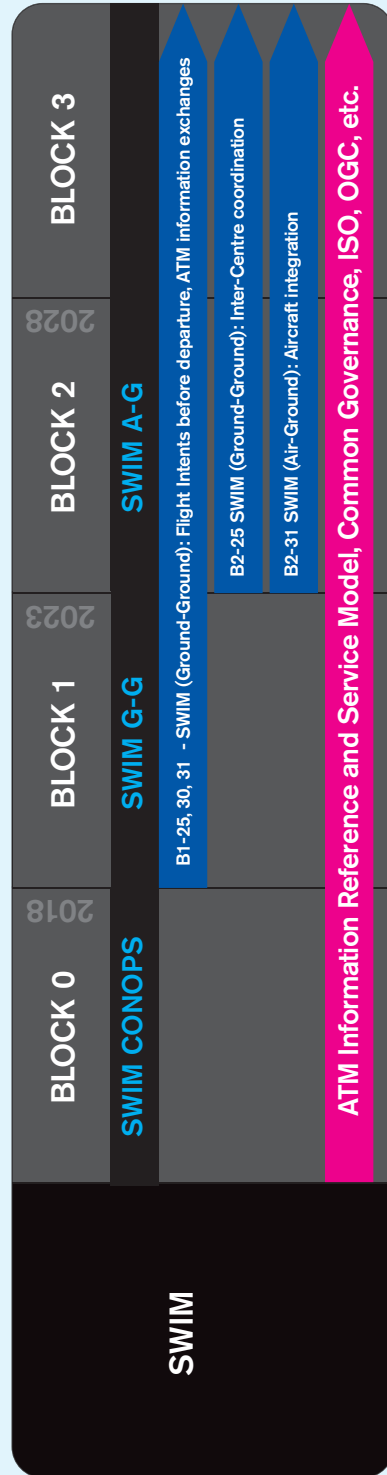 SWIM
BLOCK 0
2018
BLOCK 1
2023
BLOCK 2
2028
BLOCK 3
SWIM CONOPS
SWIM G-G
SWIM A-G
B1-25, 30, 31 - SWIM (Ground-Ground): Flight Intents before departure, ATM information exchanges
B2-25 SWIM (Ground-Ground): Inter-Centre coordination
B2-31 SWIM (Air-Ground): Aircraft integration
ATM Information Reference and Service Model, Common Governance, ISO, OGC, etc.